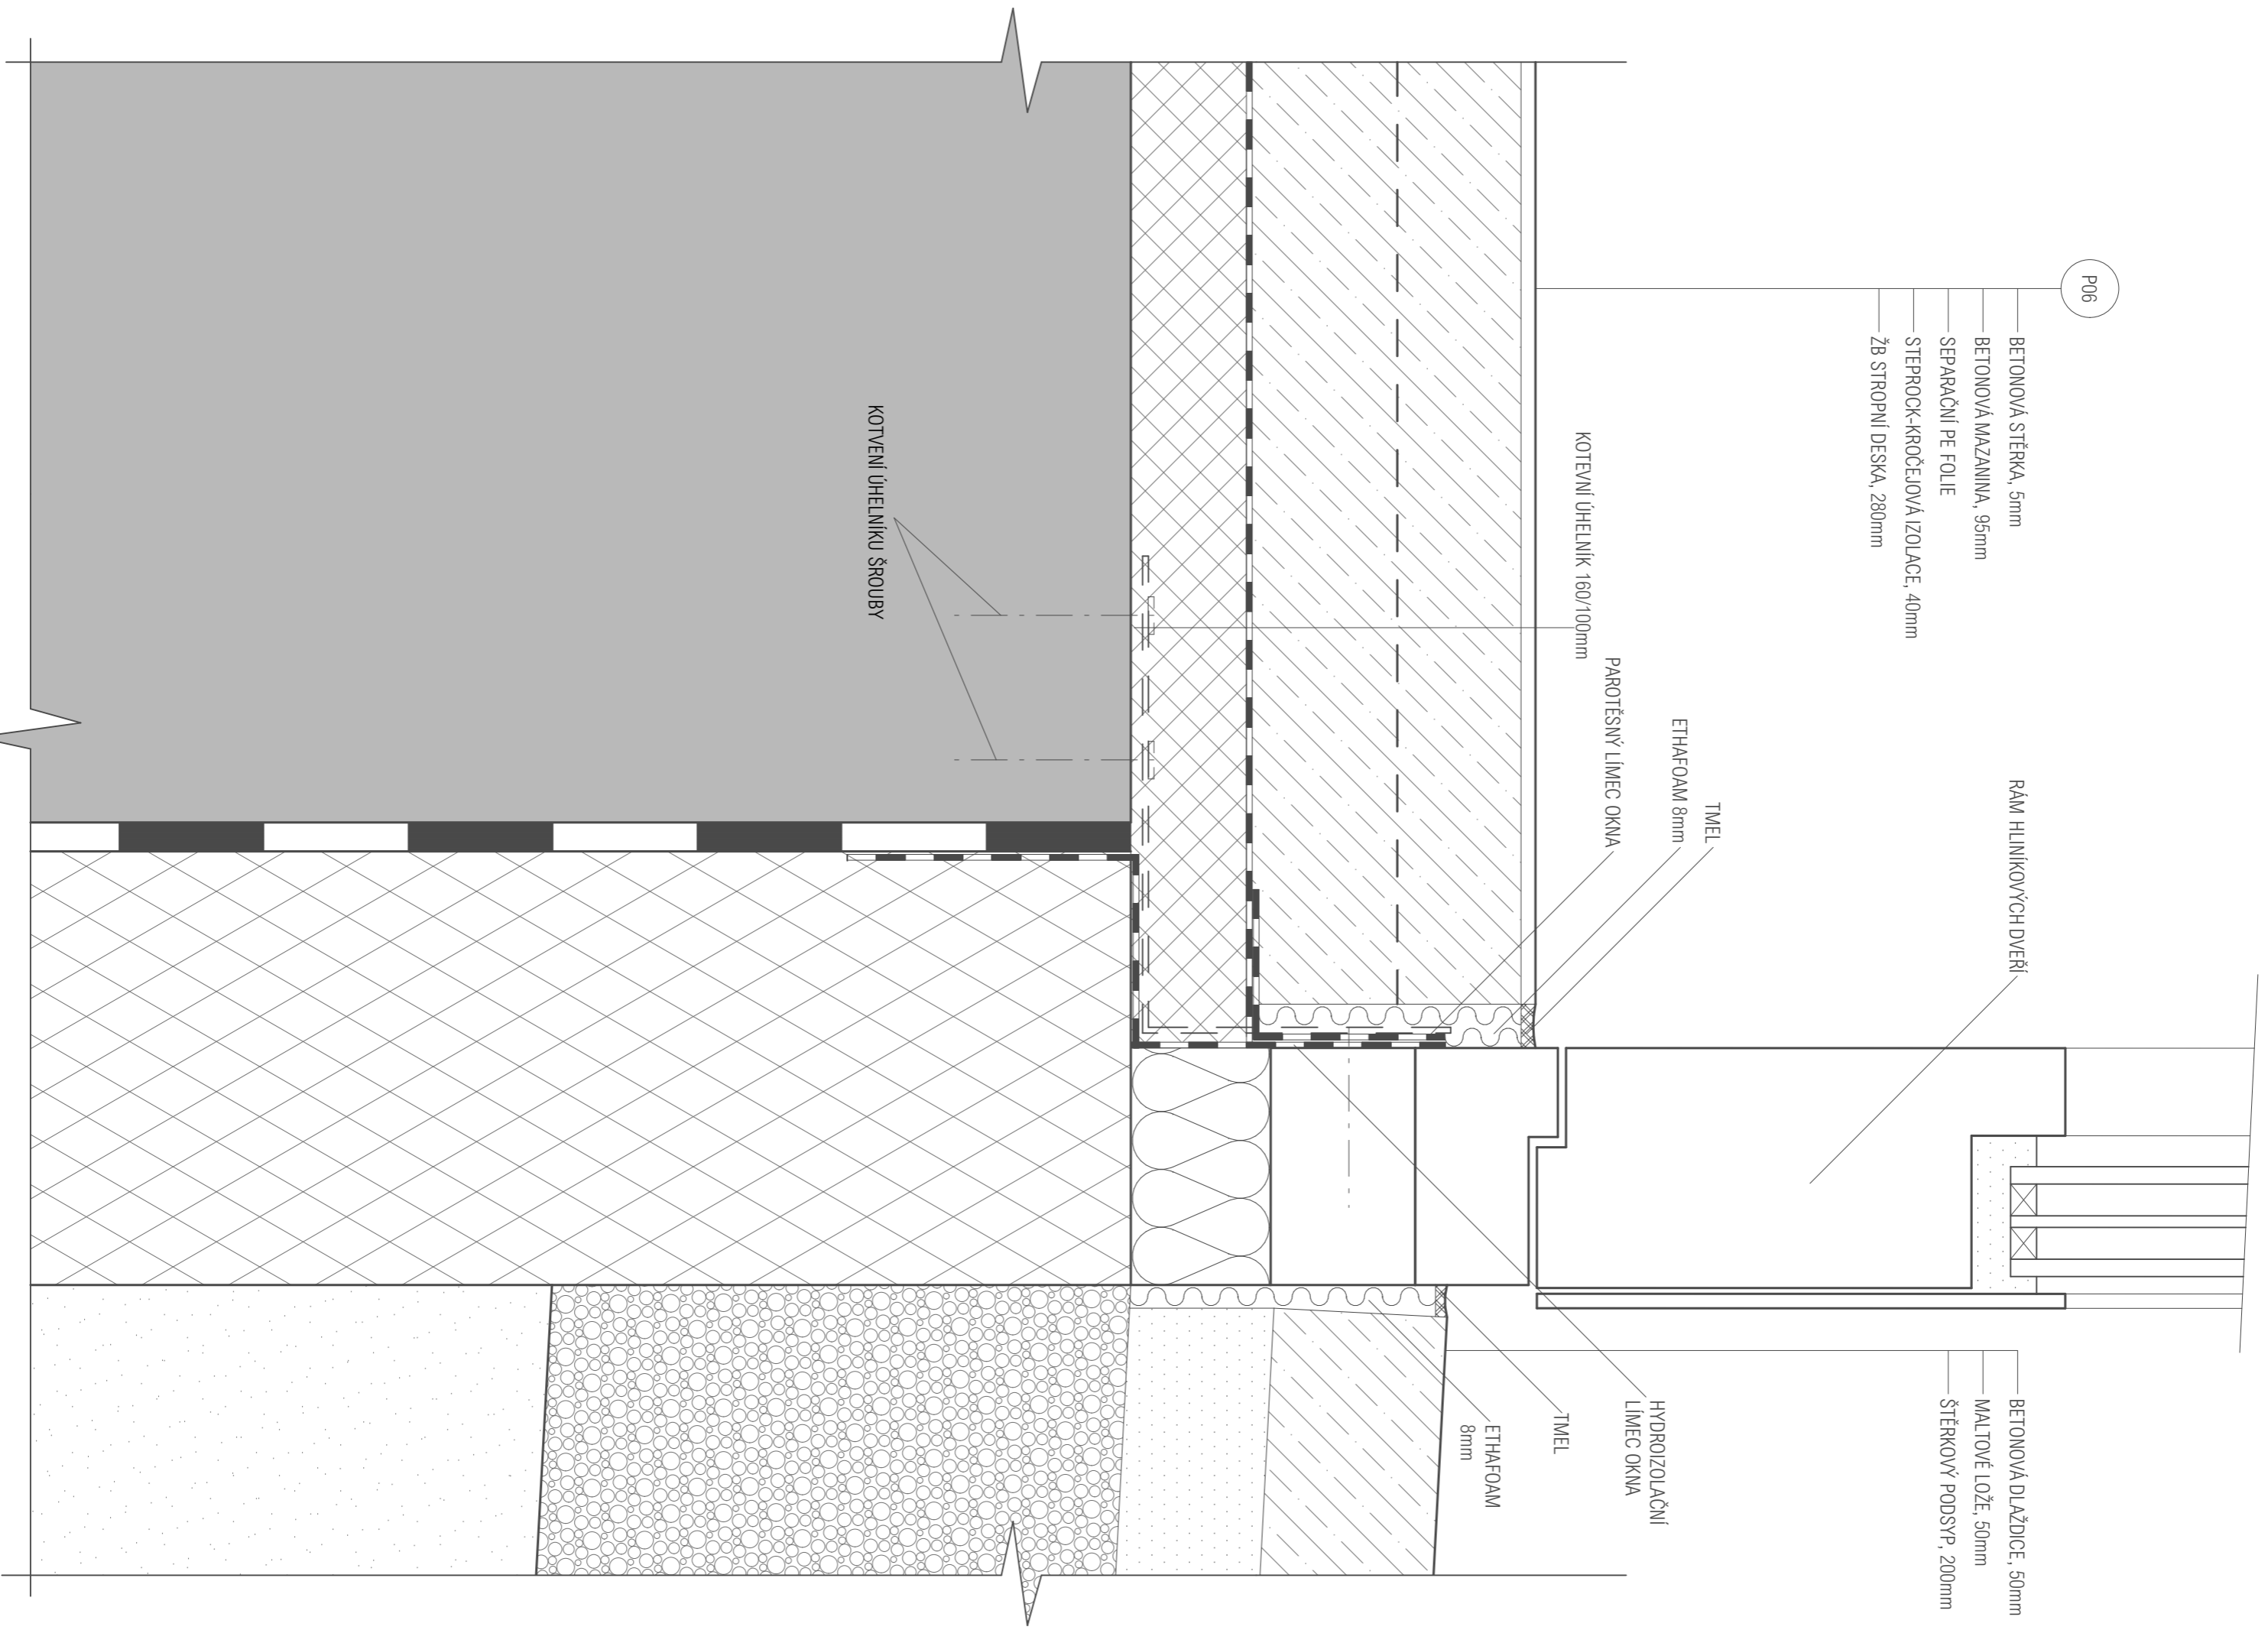 P06
BETONOVÁ STĚRKA, 5mm
BETONOVÁ MAZANINA, 95mm
SEPARAČNÍ PE FOLIE
STEPROCK-KROČEJOVÁ IZOLACE, 40mm
ŽB STROPNÍ DESKA, 280mm
RÁM HLINÍKOVÝCH DVEŘÍ
BETONOVÁ DLAŽDICE, 50mm
MALTOVÉ LOŽE, 50mm
ŠTĚRKOVÝ PODSYP, 200mm
TMEL
ETHAFOAM 8mm
PAROTĚSNÝ LÍMEC OKNA
KOTEVNÍ ÚHELNÍK 160/100mm
HYDROIZOLAČNÍ
LÍMEC OKNA
TMEL
ETHAFOAM
8mm
KOTVENÍ ÚHELNÍKU ŠROUBY